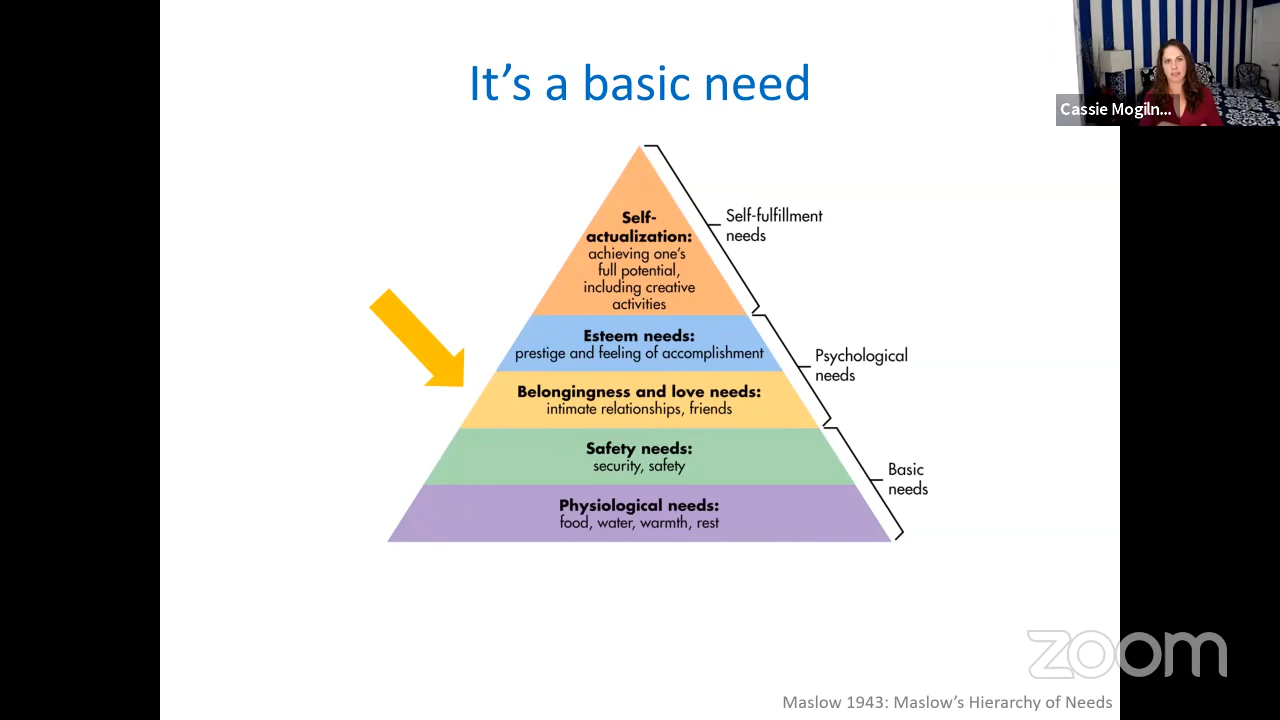 It's a basic need
Cassie Mogiln...
Self-
actualization:
achieving one's
full potential,
including creative
activities
Self-fulfillment
needs
Esteem needs:
prestige and feeling of accomplishment
Psychological
needs
Belongingness and love needs:
intimate relationships, friends
Safety needs:
security, safety
Basic
needs
Physiological needs:
food, water, warmth, rest
zoom
Maslow 1943: Maslow's Hierarchy of Needs